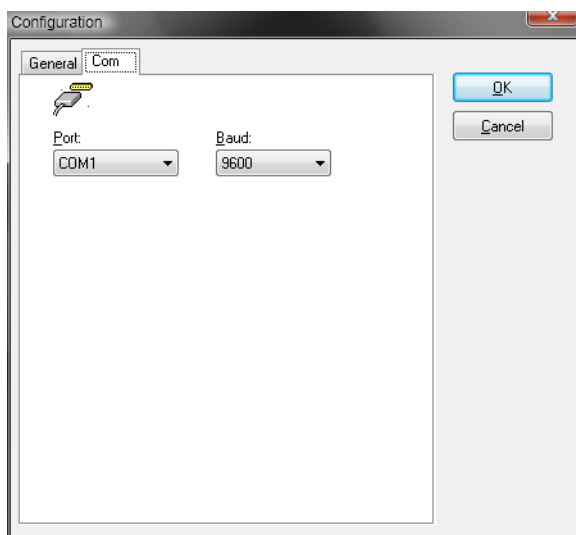 Configuration
General Com
OK
Cancel
Port: Baud:
COM1 9600